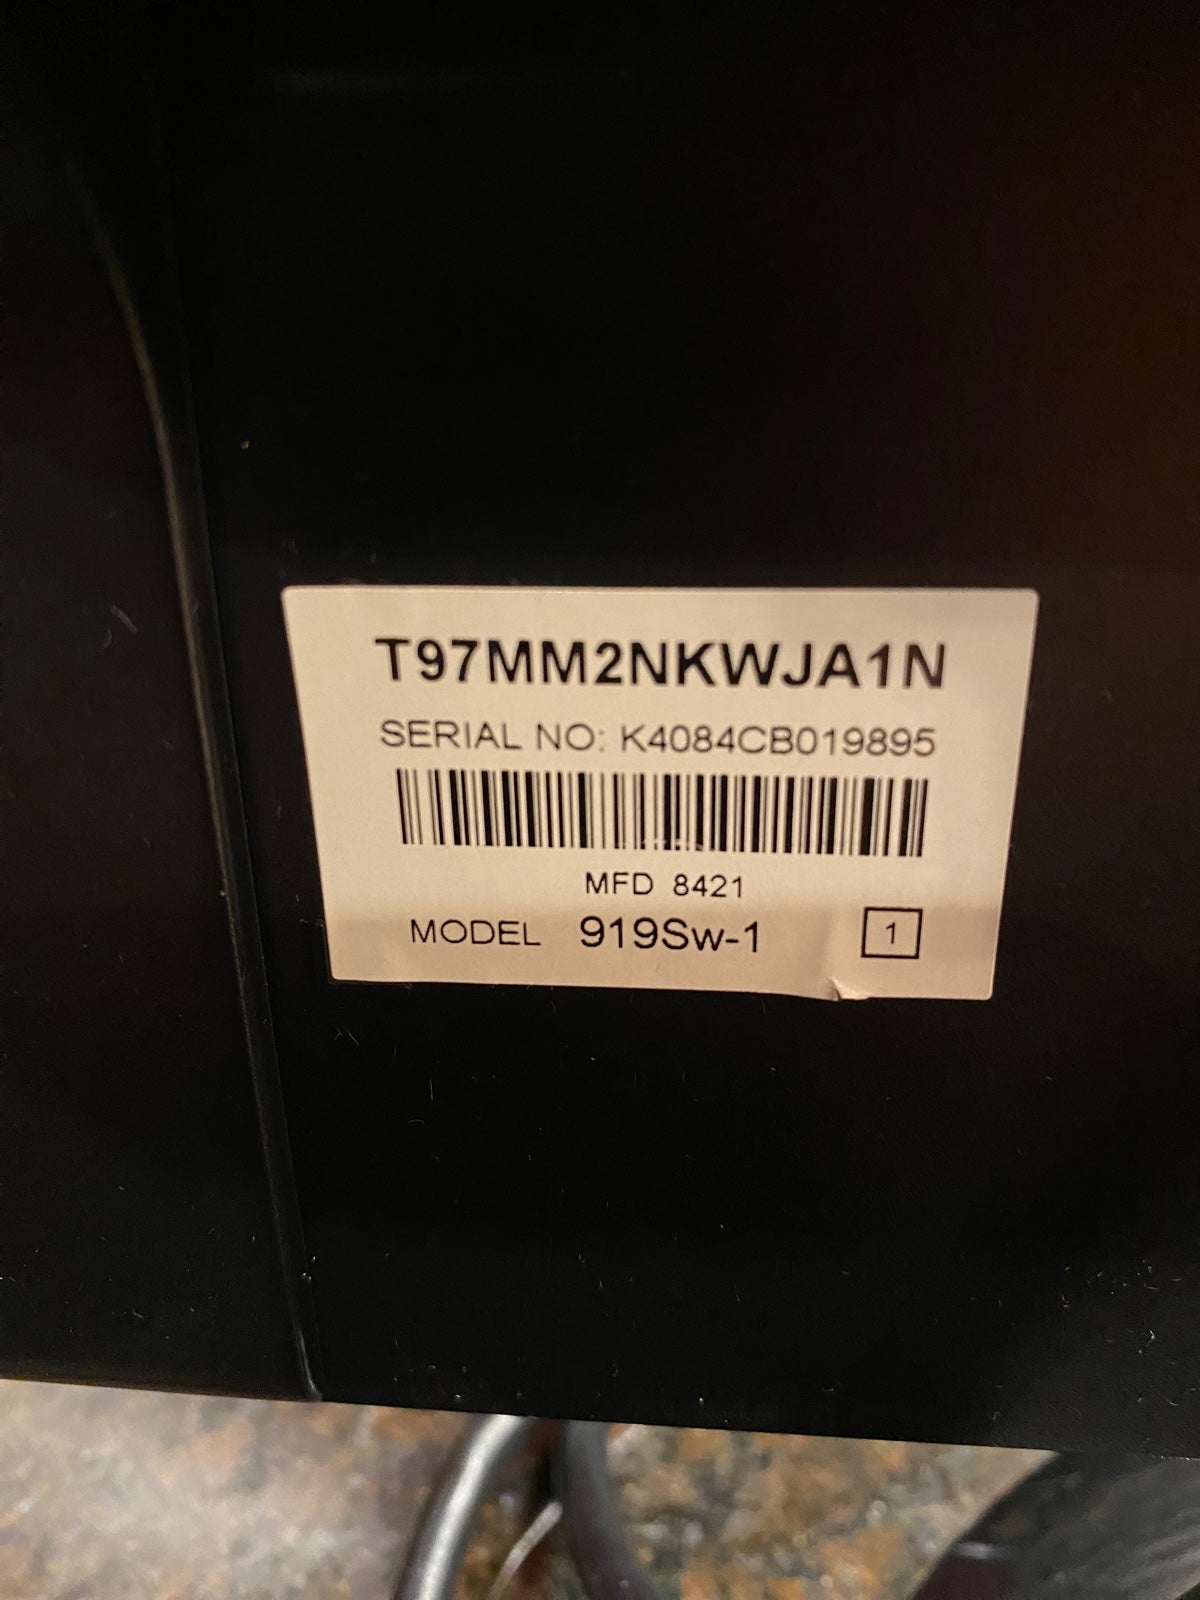 T97MM2NKWJA1N
SERIAL NO: K4084CB019895
MFD 8421
MODEL 919Sw-1 1